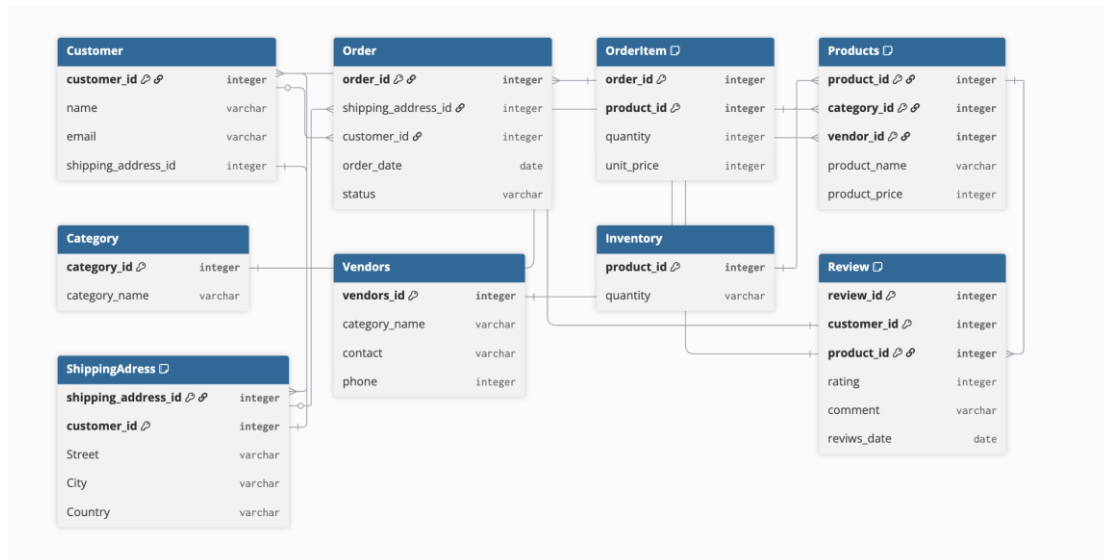 Customer
customer_id integer
name varchar
email varchar
shipping_address_id integer
Order
order_id integer
shipping_address_id integer
customer_id integer
order_date date
status varchar
OrderItem
order_id integer
product_id integer
quantity integer
unit_price integer
Products
product_id integer
category_id integer
vendor_id integer
product_name varchar
product_price integer
Category
category_id integer
category_name varchar
Vendors
vendors_id integer
category_name varchar
contact varchar
phone integer
Inventory
product_id integer
quantity varchar
Review
review_id integer
customer_id integer
product_id integer
rating integer
comment varchar
reviws_date date
ShippingAdress
shipping_address_id integer
customer_id integer
Street varchar
City varchar
Country varchar